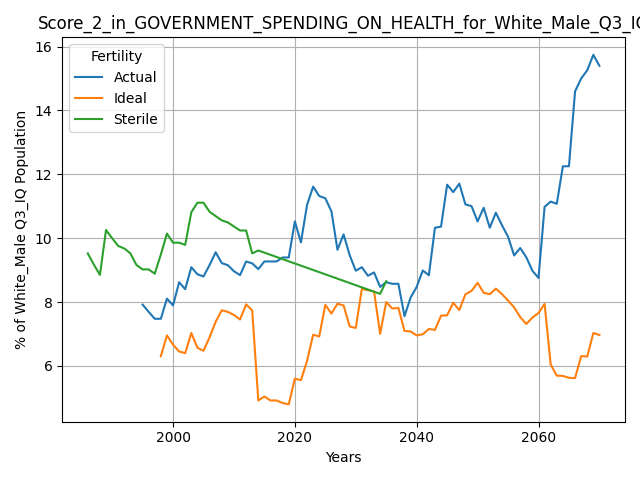 Score_2_in_GOVERNMENT_SPENDING_ON_HEALTH_for_White_Male_Q3_IQ
Fertility
Actual
Ideal
Sterile
% of White_Male Q3_IQ Population
16
14
12
10
8
6
2000 2020 2040 2060
Years